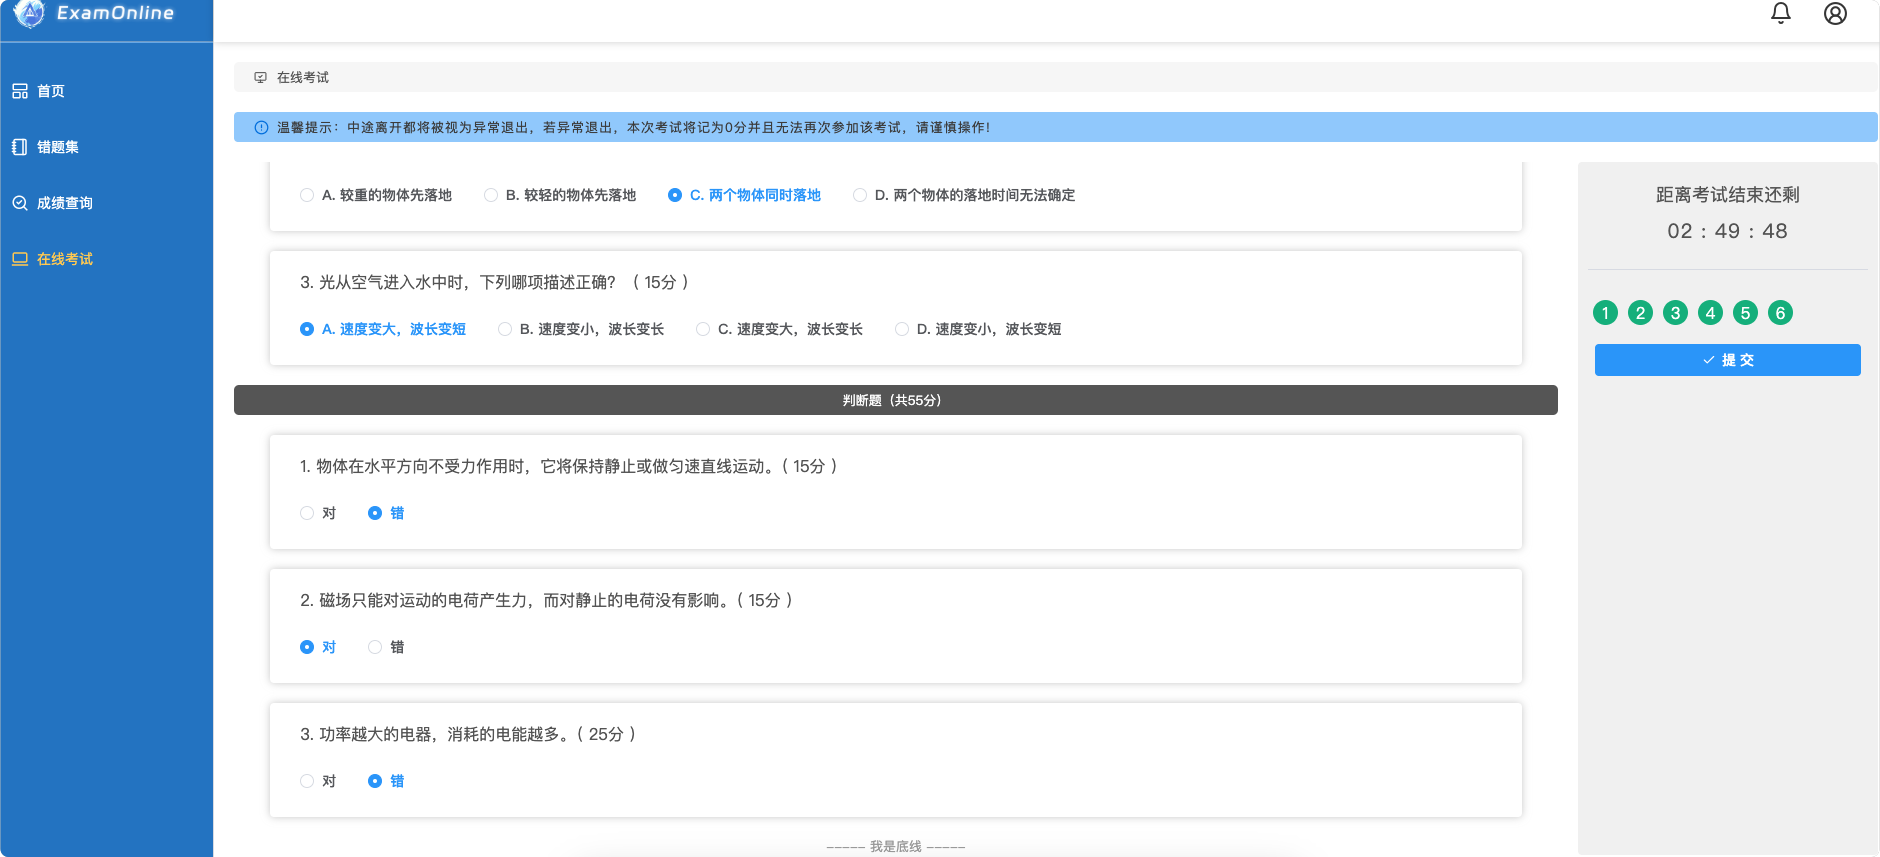 ExamOnline
首页
错题集
成绩查询
在线考试
在线考试
温馨提示：中途离开都将被视为异常退出，若异常退出，本次考试将记为0分并且无法再次参加该考试，请谨慎操作！
A. 较重的物体先落地 B. 较轻的物体先落地 C. 两个物体同时落地 D. 两个物体的落地时间无法确定
3. 光从空气进入水中时，下列哪项描述正确？（ 15分 ）
A. 速度变大，波长变短 B. 速度变小，波长变长 C. 速度变大，波长变长 D. 速度变小，波长变短
判断题（共55分）
1. 物体在水平方向不受力作用时，它将保持静止或做匀速直线运动。（ 15分 ）
对 错
2. 磁场只能对运动的电荷产生力，而对静止的电荷没有影响。（ 15分 ）
对 错
3. 功率越大的电器，消耗的电能越多。（ 25分 ）
对 错
----- 我是底线 -----
距离考试结束还剩
02 : 49 : 48
1 2 3 4 5 6
提 交